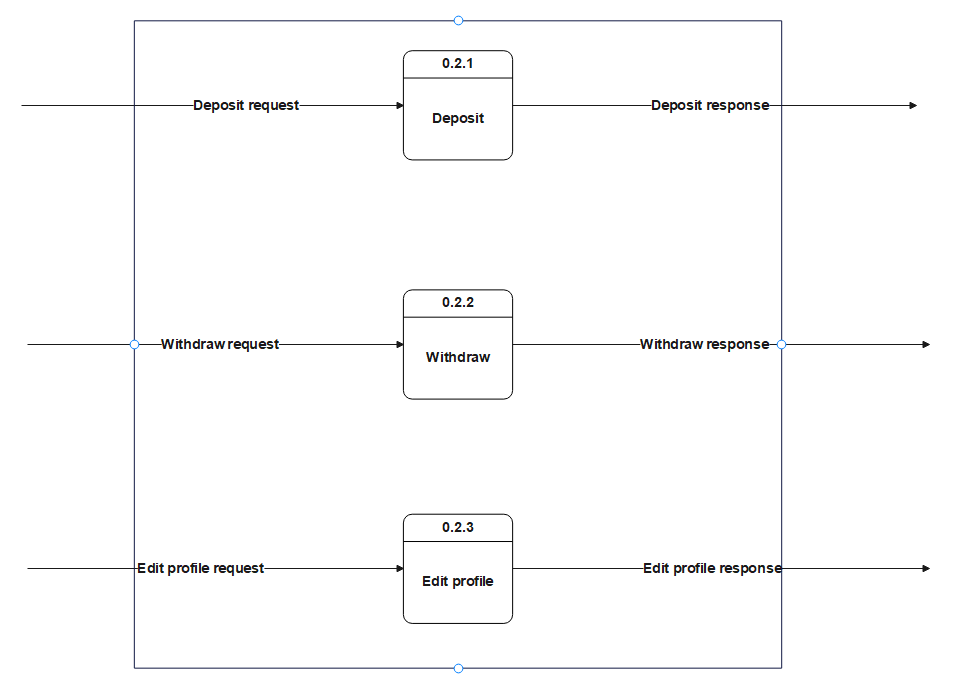 0.2.1
Deposit request
Deposit response
Deposit
0.2.2
Withdraw request
Withdraw response
Withdraw
0.2.3
Edit profile request
Edit profile response
Edit profile